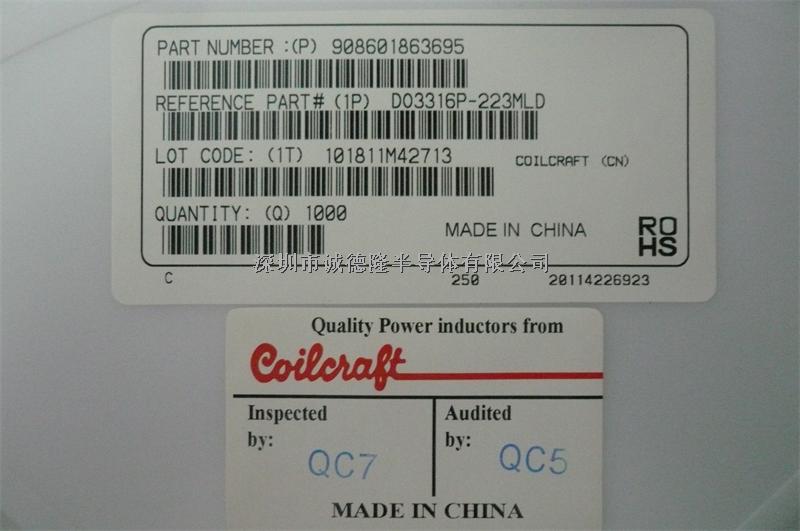 PART NUMBER :(P) 908601863695
REFERENCE PART# (1P) DO3316P-223MLD
LOT CODE: (1T) 101811M42713
COILCRAFT (CN)
QUANTITY: (Q) 1000
MADE IN CHINA
RO
HS
深圳市诚德隆半导体有限公司
C 250 20114226923
Quality Power inductors from
Coilcraft
Inspected
by:
QC7
Audited
by:
QC5
MADE IN CHINA